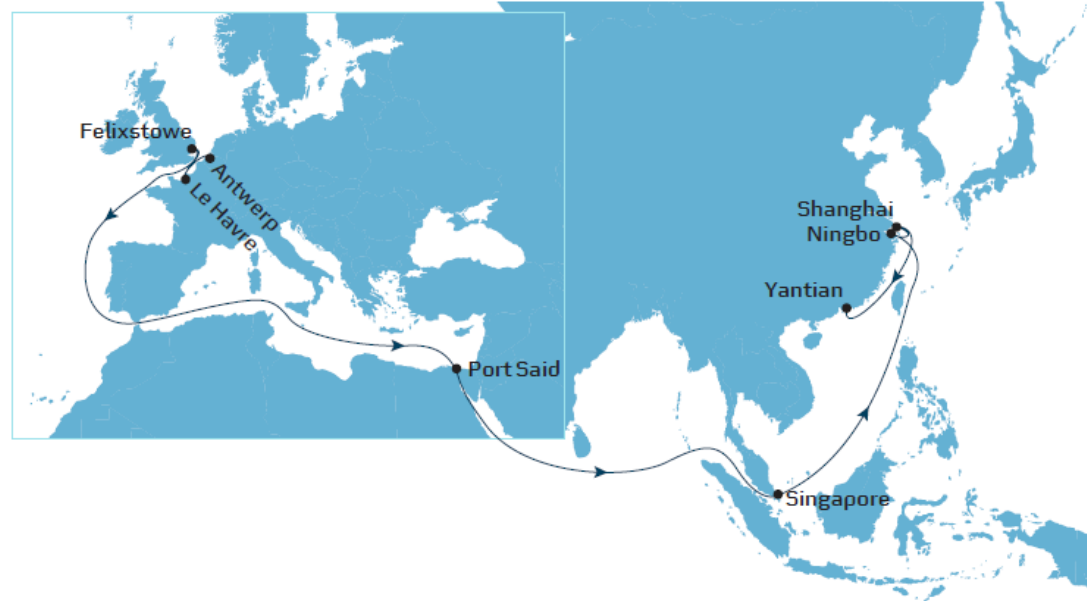 Felixstowe
Antwerp
Le Havre
Port Said
Shanghai
Ningbo
Yantian
Singapore